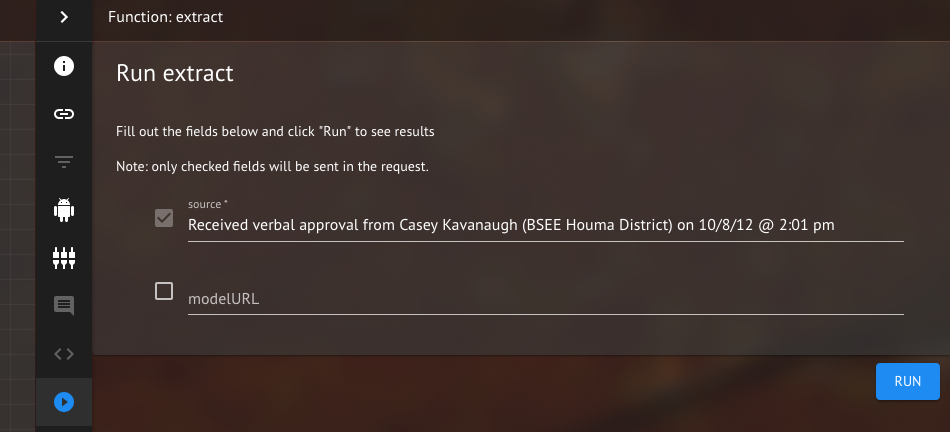 Function: extract
Run extract
Fill out the fields below and click "Run" to see results
Note: only checked fields will be sent in the request.
source *
Received verbal approval from Casey Kavanaugh (BSEE Houma District) on 10/8/12 @ 2:01 pm
modelURL
RUN